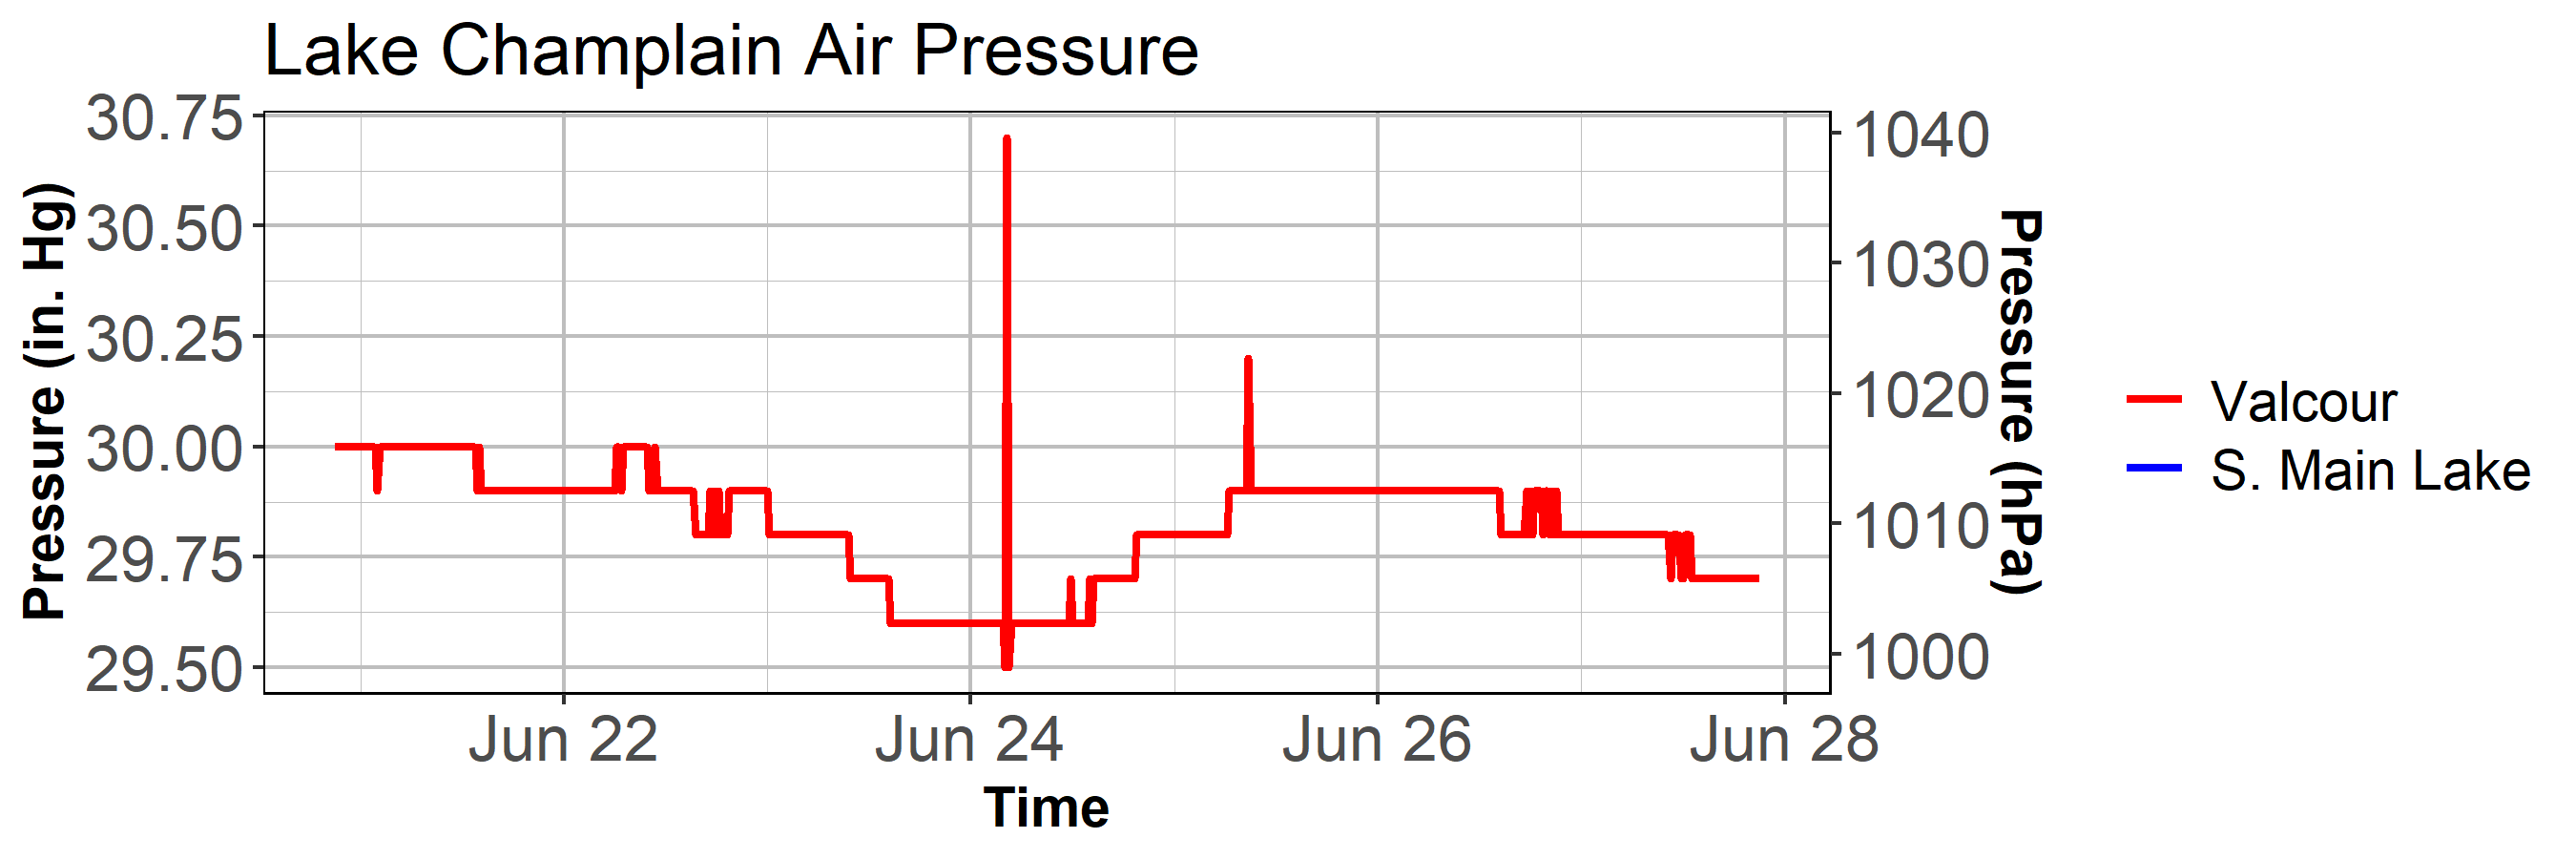 Lake Champlain Air Pressure
Pressure (in. Hg)
30.75
30.50
30.25
30.00
29.75
29.50
1040
1030
1020
1010
1000
Pressure (hPa)
Jun 22 Jun 24 Jun 26 Jun 28
Time
Valcour
S. Main Lake